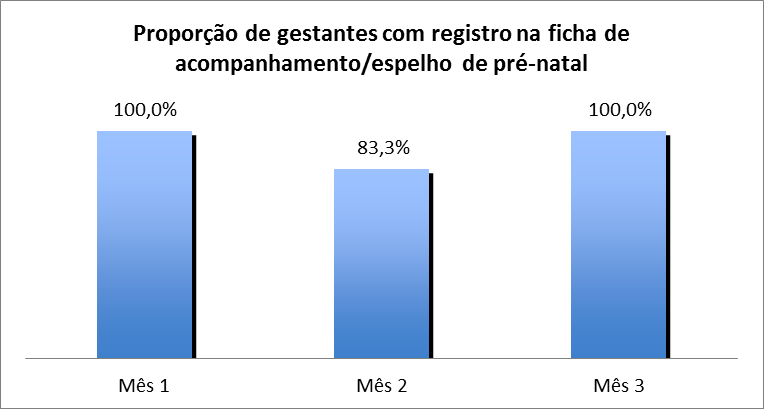 Proporção de gestantes com registro na ficha de
acompanhamento/espelho de pré-natal
100,0%
83,3%
100,0%
Mês 1
Mês 2
Mês 3